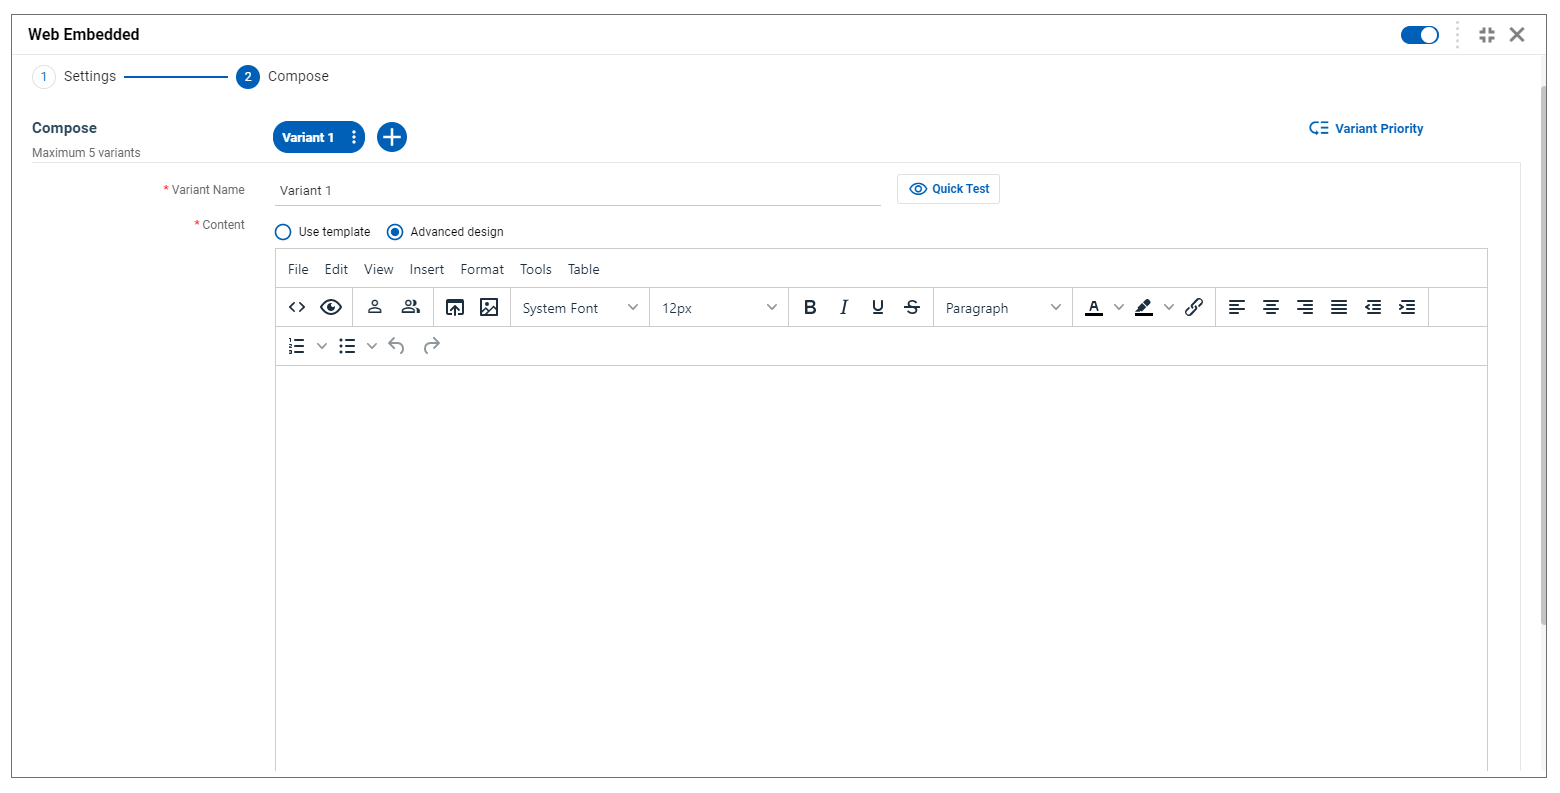 Web Embedded
1 Settings 2 Compose
Compose
Maximum 5 variants
Variant 1
Variant Priority
* Variant Name Variant 1 Quick Test
* Content Use template Advanced design
File Edit View Insert Format Tools Table
System Font 12px B I U S Paragraph A